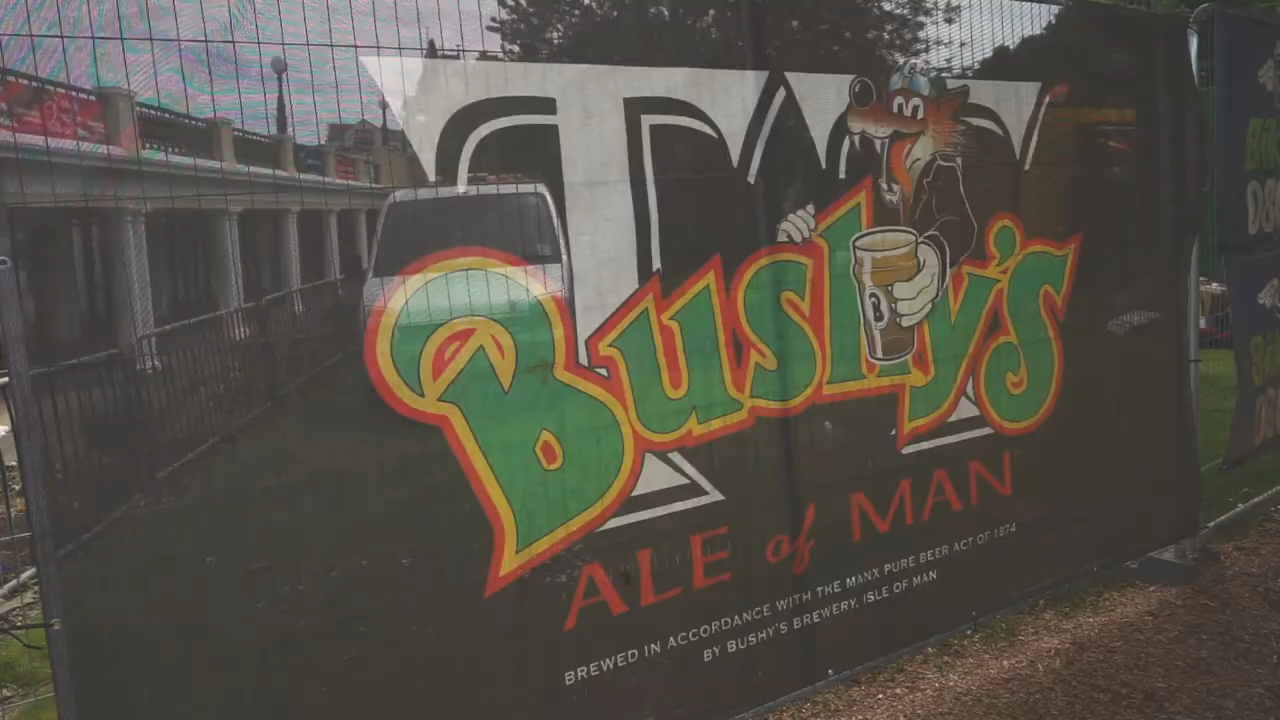 TT
Bushy's
B
ALE of MAN
BREWED IN ACCORDANCE WITH THE MANX PURE BEER ACT OF 1874
BY BUSHY'S BREWERY, ISLE OF MAN